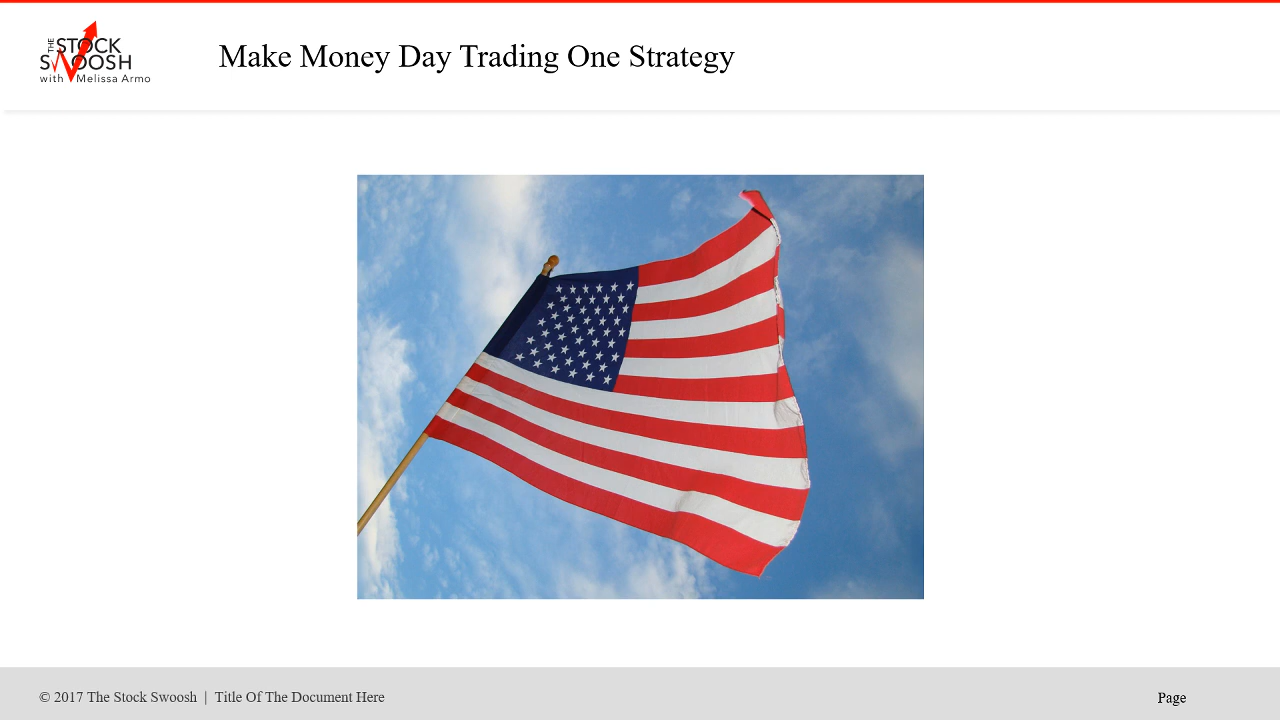 THE STOCK
SWOOSH
with Melissa Armo
Make Money Day Trading One Strategy
© 2017 The Stock Swoosh | Title Of The Document Here
Page